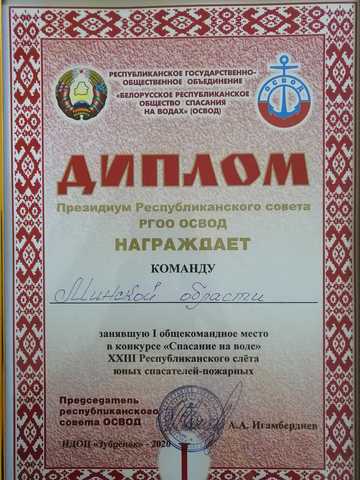 РЕСПУБЛИКАНСКОЕ ГОСУДАРСТВЕННО-
ОБЩЕСТВЕННОЕ ОБЪЕДИНЕНИЕ
«БЕЛОРУССКОЕ РЕСПУБЛИКАНСКОЕ
ОБЩЕСТВО СПАСАНИЯ
НА ВОДАХ» (ОСВОД)
ОСВОД
ДИПЛОМ
Президиум Республиканского совета
РГОО ОСВОД
НАГРАЖДАЕТ
КОМАНДУ
Минской области
занявшую I общекомандное место
в конкурсе «Спасание на воде»
XXIII Республиканского слёта
юных спасателей-пожарных
Председатель
республиканского
совета ОСВОД
А.А. Игамбердиев
НДОЦ «Зубрёнок» - 2020